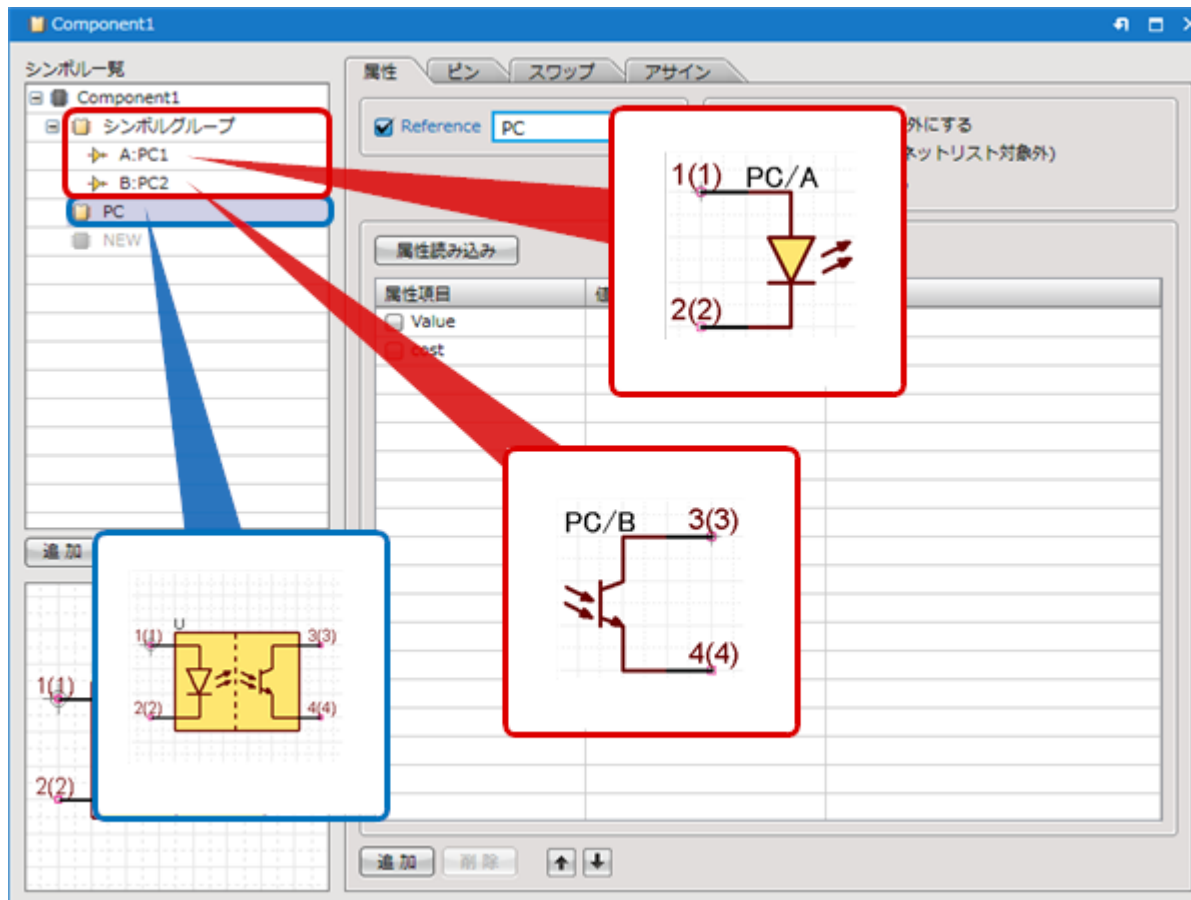 Component1
シンボル一覧
Component1
シンボルグループ
A:PC1
B:PC2
PC
NEW
追加
1(1)
2(2)
属性
ピン
スワップ
アサイン
Reference
PC
外にする
ネットリスト対象外)
属性読み込み
属性項目
値
Value
cost
1(1) PC/A
2(2)
PC/B 3(3)
4(4)
U
1(1) 3(3)
2(2) 4(4)
追加
削除